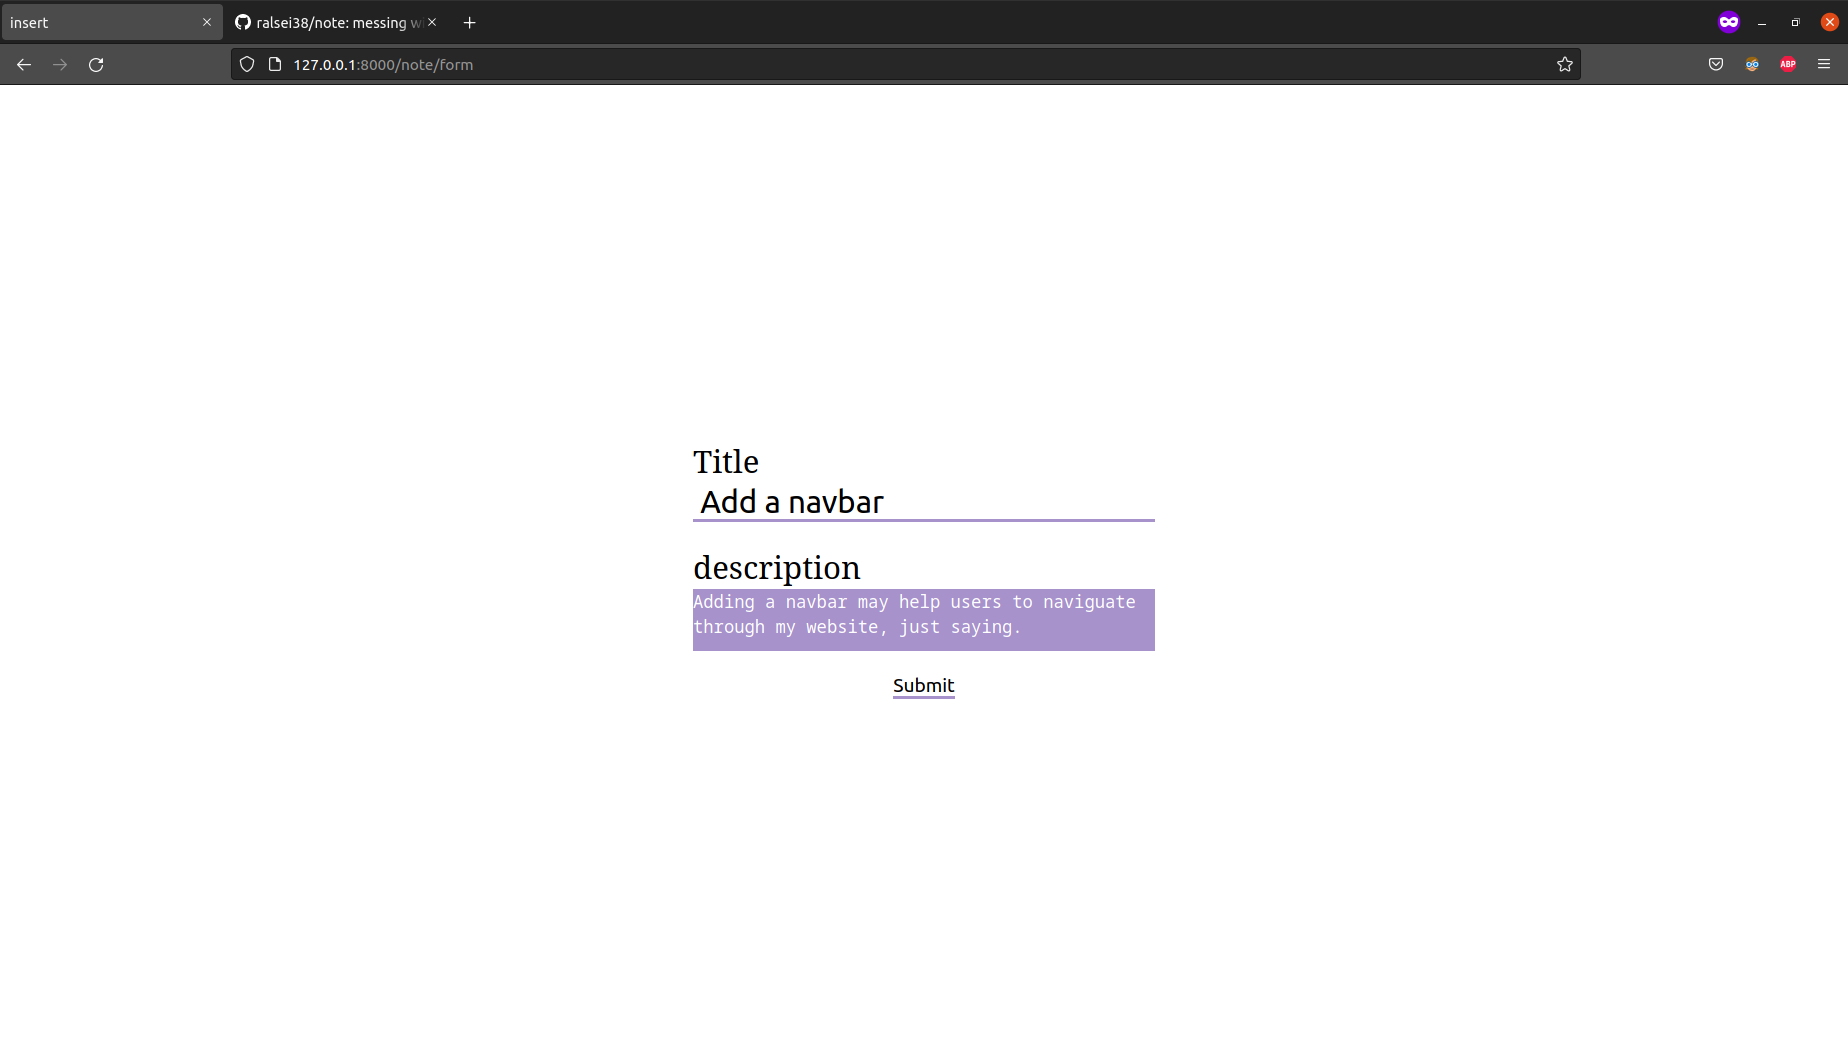 insert
ralsei38/note: messing w
127.0.0.1:8000/note/form
ABP
Title
Add a navbar
description
Adding a navbar may help users to naviguate
through my website, just saying.
Submit